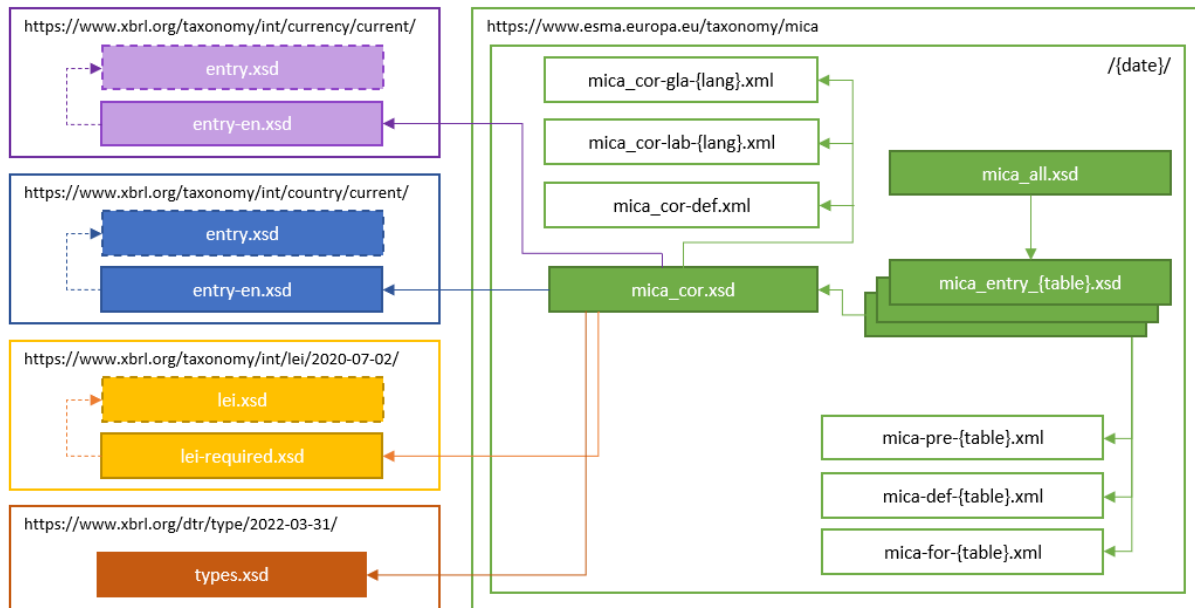 https://www.xbrl.org/taxonomy/int/currency/current/
entry.xsd
entry-en.xsd
https://www.xbrl.org/taxonomy/int/country/current/
entry.xsd
entry-en.xsd
https://www.xbrl.org/taxonomy/int/lei/2020-07-02/
lei.xsd
lei-required.xsd
https://www.xbrl.org/dtr/type/2022-03-31/
types.xsd
https://www.esma.europa.eu/taxonomy/mica
/{date}/
mica_cor-gla-{lang}.xml
mica_cor-lab-{lang}.xml
mica_cor-def.xml
mica_cor.xsd
mica_all.xsd
mica_entry_{table}.xsd
mica-pre-{table}.xml
mica-def-{table}.xml
mica-for-{table}.xml